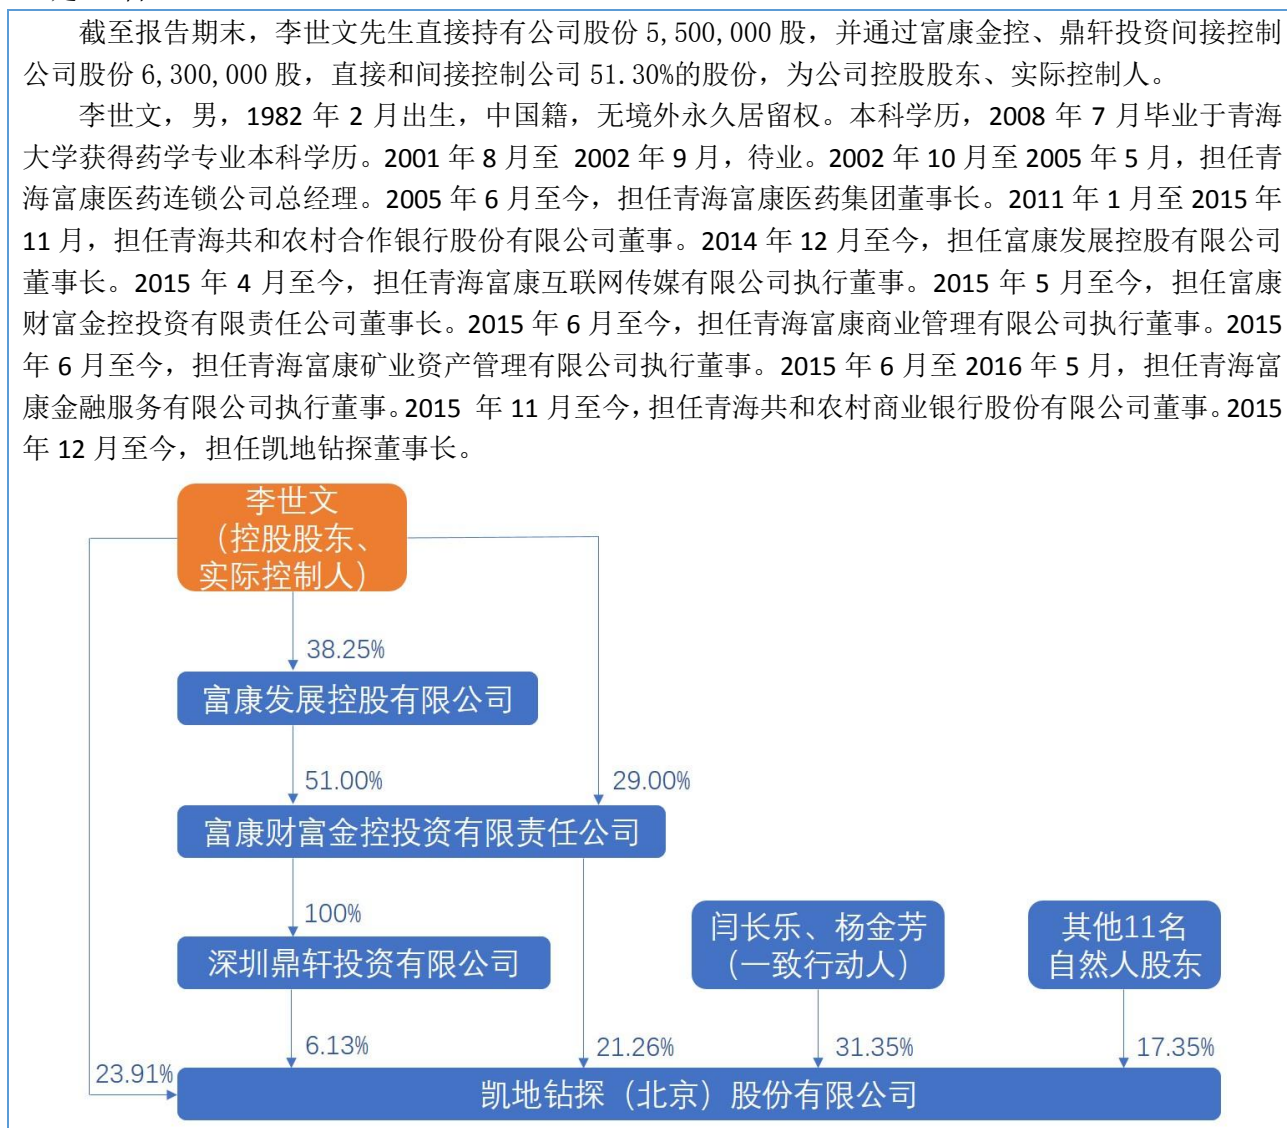 截至报告期末，李世文先生直接持有公司股份 5,500,000 股，并通过富康金控、鼎轩投资间接控制
公司股份 6,300,000 股，直接和间接控制公司 51.30%的股份，为公司控股股东、实际控制人。
李世文，男，1982 年 2 月出生，中国籍，无境外永久居留权。本科学历，2008 年 7 月毕业于青海
大学获得药学专业本科学历。2001 年 8 月至 2002 年 9 月，待业。2002 年 10 月至 2005 年 5 月，担任青
海富康医药连锁公司总经理。2005 年 6 月至今，担任青海富康医药集团董事长。2011 年 1 月至 2015 年
11 月，担任青海共和农村合作银行股份有限公司董事。2014 年 12 月至今，担任富康发展控股有限公司
董事长。2015 年 4 月至今，担任青海富康互联网传媒有限公司执行董事。2015 年 5 月至今，担任富康
财富金控投资有限责任公司董事长。2015 年 6 月至今，担任青海富康商业管理有限公司执行董事。2015
年 6 月至今，担任青海富康矿业资产管理有限公司执行董事。2015 年 6 月至 2016 年 5 月，担任青海富
康金融服务有限公司执行董事。2015 年 11 月至今，担任青海共和农村商业银行股份有限公司董事。2015
年 12 月至今，担任凯地钻探董事长。
李世文
（控股股东、
实际控制人）
38.25%
富康发展控股有限公司
51.00%
29.00%
富康财富金控投资有限责任公司
100%
深圳鼎轩投资有限公司
闫长乐、杨金芳
（一致行动人）
其他11名
自然人股东
6.13%
21.26%
31.35%
17.35%
23.91%
凯地钻探（北京）股份有限公司